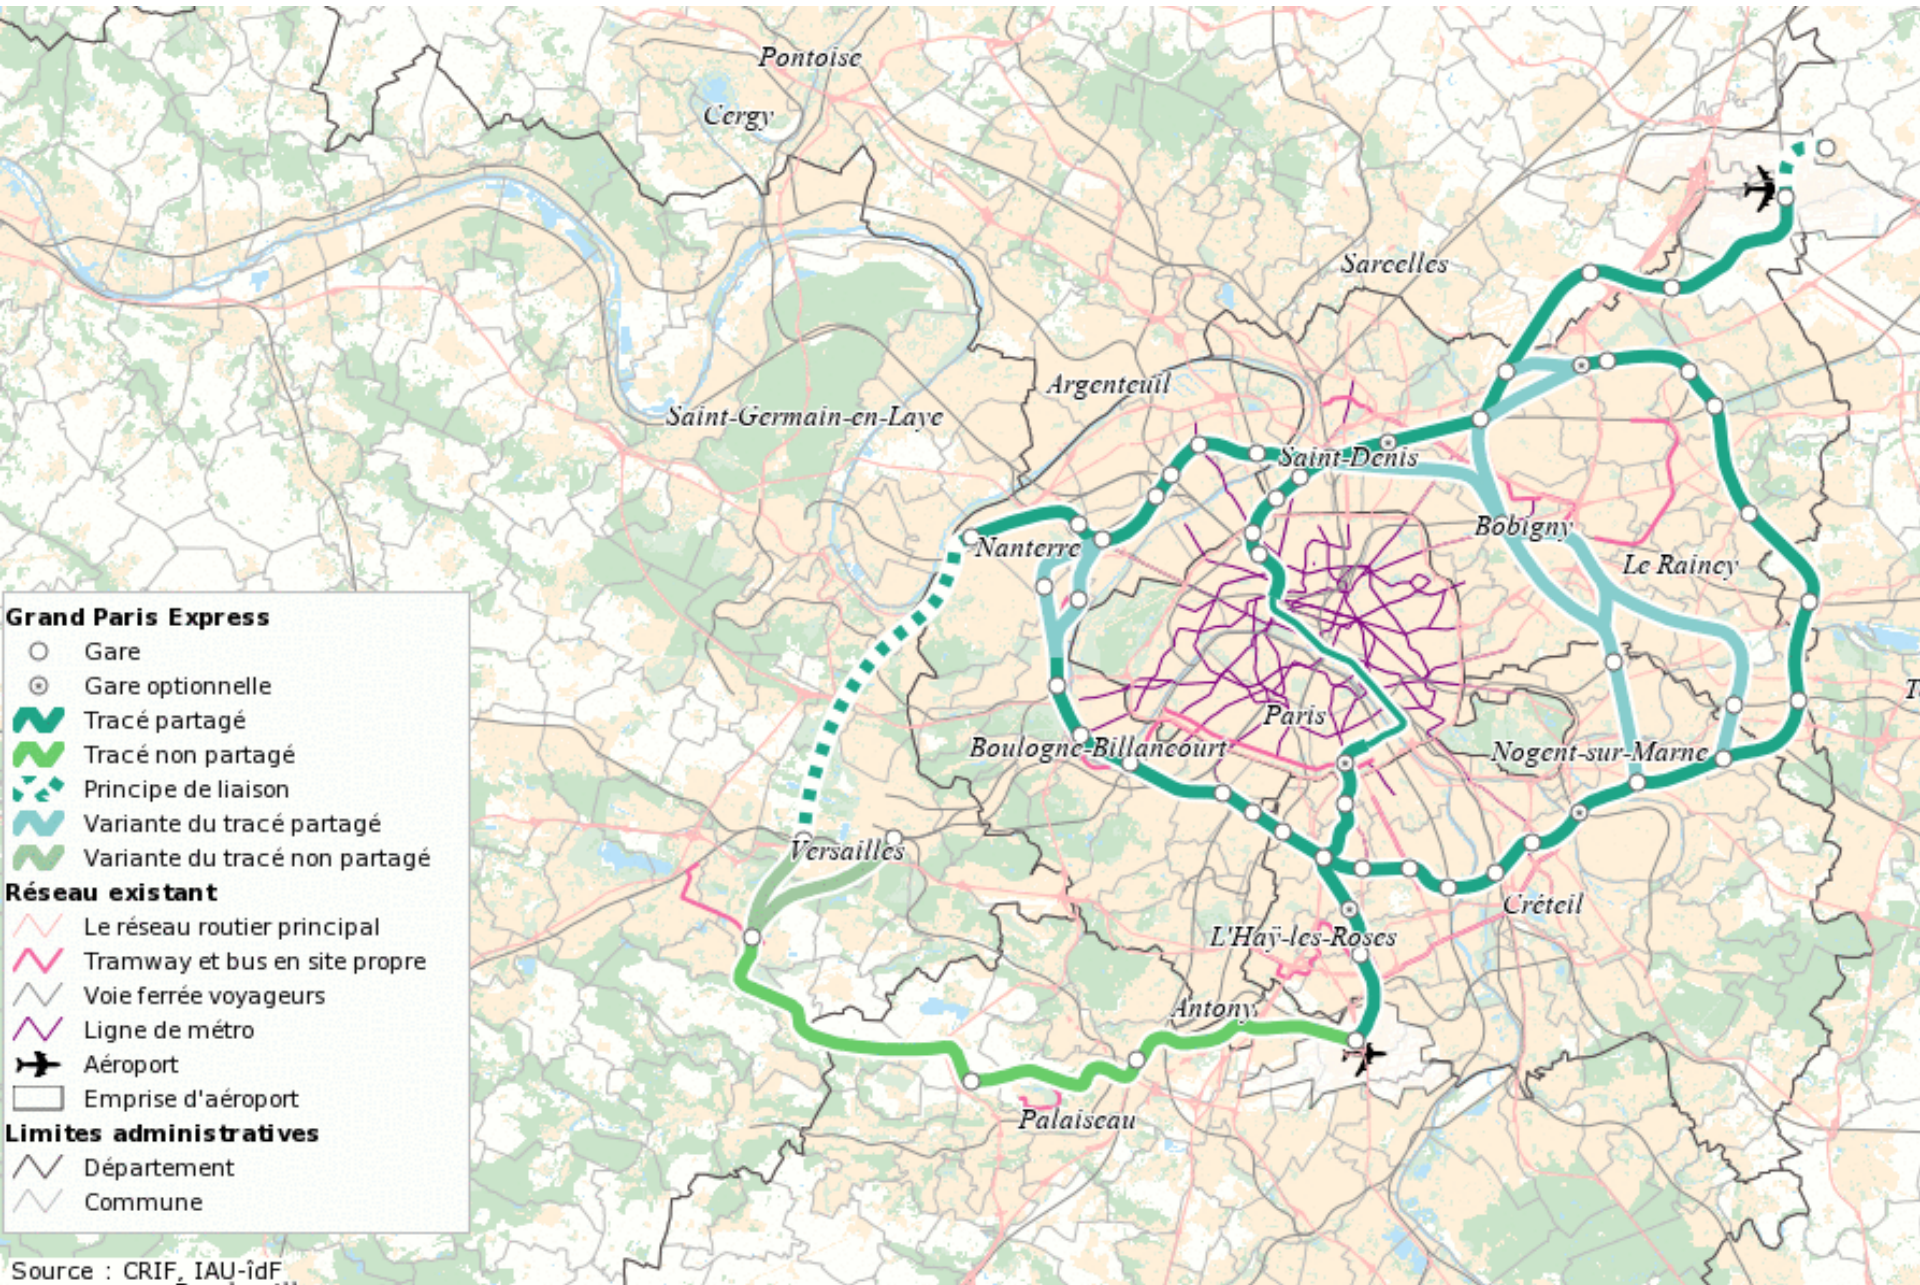 Pontoise
Cergy
Sarcelles
Argenteuil
Saint-Germain-en-Laye
Saint-Denis
Bobigny
Nanterre
Le Raincy
Paris
Boulogne-Billancourt
Nogent-sur-Marne
Versailles
Créteil
L'Haÿ-les-Roses
Antony
Palaiseau
Grand Paris Express
Gare
Gare optionnelle
Tracé partagé
Tracé non partagé
Principe de liaison
Variante du tracé partagé
Variante du tracé non partagé
Réseau existant
Le réseau routier principal
Tramway et bus en site propre
Voie ferrée voyageurs
Ligne de métro
Aéroport
Emprise d'aéroport
Limites administratives
Département
Commune
Source : CRIF, IAU-îdF